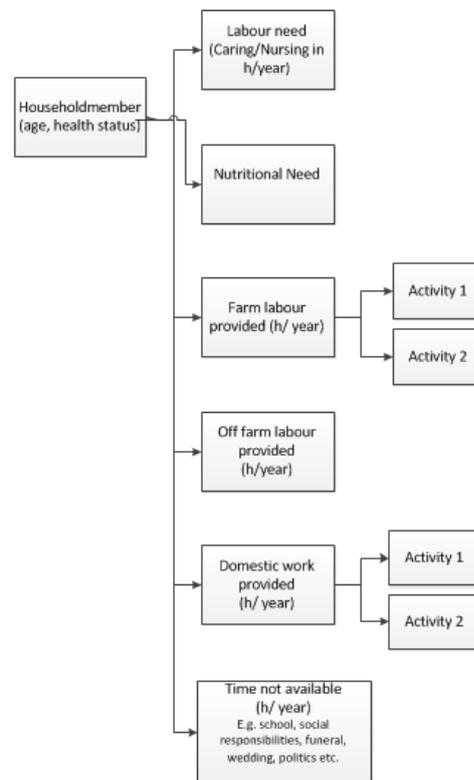 Labour need
(Caring/Nursing in
h/year)
Householdmember
(age, health status)
Nutritional Need
Farm labour
provided (h/ year)
Activity 1
Activity 2
Off farm labour
provided
(h/year)
Domestic work
provided
(h/ year)
Activity 1
Activity 2
Time not available
(h/ year)
E.g. school, social
responsibilities, funeral,
wedding, politics etc.